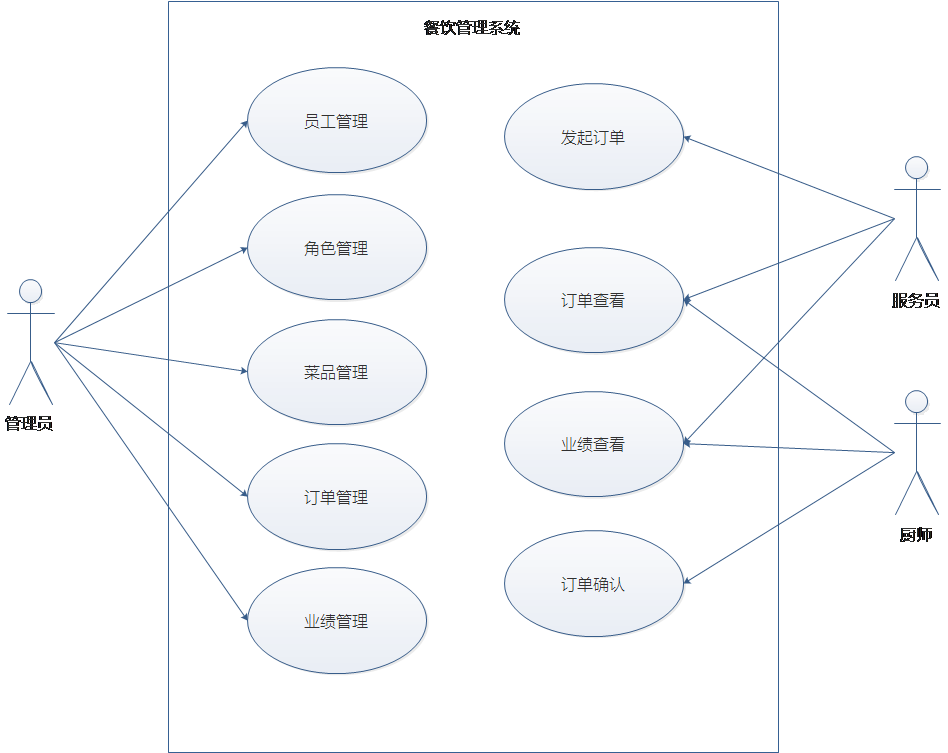 餐饮管理系统
员工管理
角色管理
菜品管理
订单管理
业绩管理
发起订单
订单查看
业绩查看
订单确认
管理员
服务员
厨师